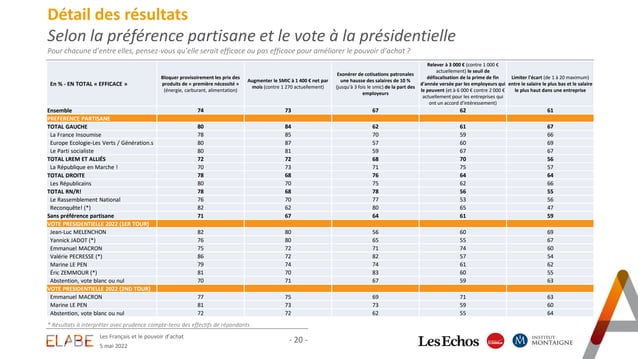 Détail des résultats
Selon la préférence partisane et le vote à la présidentielle
Pour chacune d'entre elles, pensez-vous qu'elle serait efficace ou pas efficace pour améliorer le pouvoir d'achat ?
En % - EN TOTAL « EFFICACE »
Bloquer provisoirement les prix des produits de « première nécessité » (énergie, carburant, alimentation)
Augmenter le SMIC à 1 400 € net par mois (contre 1 270 actuellement)
Exonérer de cotisations patronales une hausse des salaires de 10 % (jusqu'à 3 fois le smic) de la part des employeurs
Relever à 3 000 € (contre 1 000 € actuellement) le seuil de défiscalisation de la prime de fin d'année versée par les employeurs qui le peuvent (et à 6 000 € contre 2 000 € actuellement pour les entreprises qui ont un accord d'intéressement)
Limiter l'écart (de 1 à 20 maximum) entre le salaire le plus bas et le salaire le plus haut dans une entreprise
Ensemble 74 73 67 62 61
PREFERENCE PARTISANE
TOTAL GAUCHE 80 84 62 61 67
La France Insoumise 78 85 70 59 66
Europe Ecologie-Les Verts / Génération.s 80 87 57 60 69
Le Parti socialiste 80 81 59 67 67
TOTAL LREM ET ALLIÉS 72 72 68 70 56
La République en Marche ! 70 73 71 75 57
TOTAL DROITE 78 68 76 64 64
Les Républicains 80 70 75 62 66
TOTAL RN/R! 78 68 78 56 55
Le Rassemblement National 76 70 77 53 56
Reconquête! (*) 82 62 80 65 47
Sans préférence partisane 71 67 64 61 59
VOTE PRESIDENTIELLE 2022 (1ER TOUR)
Jean-Luc MELENCHON 82 80 56 60 69
Yannick JADOT (*) 76 80 65 55 67
Emmanuel MACRON 75 72 71 74 60
Valérie PECRESSE (*) 86 72 82 57 54
Marine LE PEN 79 74 74 61 62
Éric ZEMMOUR (*) 81 70 83 60 55
Abstention, vote blanc ou nul 70 71 67 59 63
VOTE PRESIDENTIELLE 2022 (2ND TOUR)
Emmanuel MACRON 77 75 69 71 63
Marine LE PEN 81 73 73 59 60
Abstention, vote blanc ou nul 72 72 62 59 64
* Résultats à interpréter avec prudence compte-tenu des effectifs de répondants
ELABE
Les Français et le pouvoir d'achat
5 mai 2022
- 20 -
Les Echos
INSTITUT MONTAIGNE